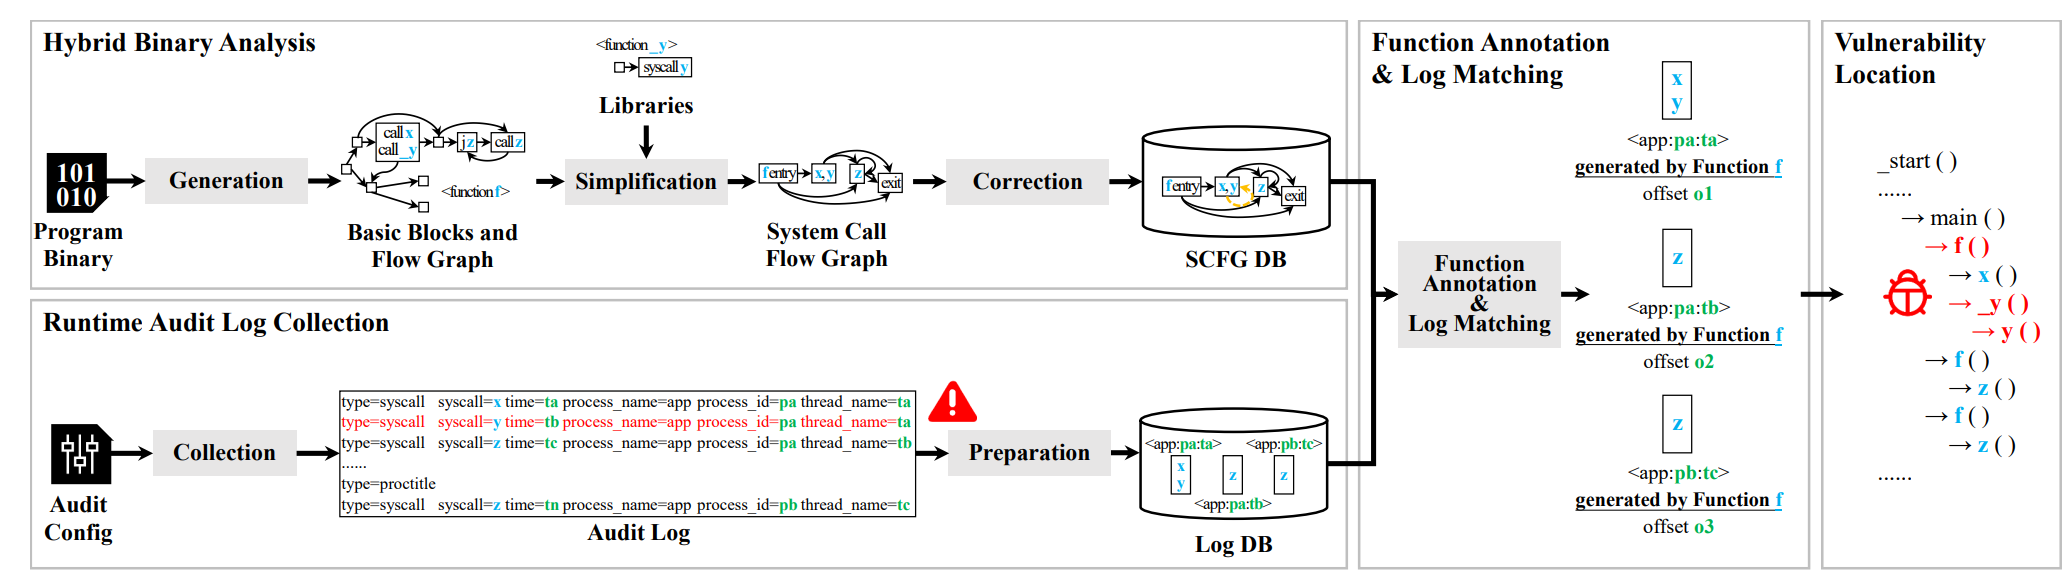 Hybrid Binary Analysis
<function_y>
syscall y
Libraries
call x
call_y
jz
call z
<function f>
101
010
Program
Binary
Generation
Basic Blocks and
Flow Graph
Simplification
fentry
x,y
z
exit
System Call
Flow Graph
Correction
fentry
x,y
z
exit
SCFG DB
Runtime Audit Log Collection
Audit
Config
Collection
type=syscall syscall=x time=ta process_name=app process_id=pa thread_name=ta
type=syscall syscall=y time=tb process_name=app process_id=pa thread_name=ta
type=syscall syscall=z time=tc process_name=app process_id=pa thread_name=tb
......
type=proctitle
type=syscall syscall=z time=tn process_name=app process_id=pb thread_name=tc
Audit Log
Preparation
<app:pa:ta> <app:pb:tc>
x
y
z
z
<app:pa:tb>
Log DB
Function Annotation
& Log Matching
Function
Annotation
&
Log Matching
x
y
<app:pa:ta>
generated by Function f
offset o1
z
<app:pa:tb>
generated by Function f
offset o2
z
<app:pb:tc>
generated by Function f
offset o3
Vulnerability
Location
_start ( )
......
→ main ( )
→ f ( )
→ x ( )
→ _y ( )
→ y ( )
→ f ( )
→ z ( )
→ f ( )
→ z ( )
......